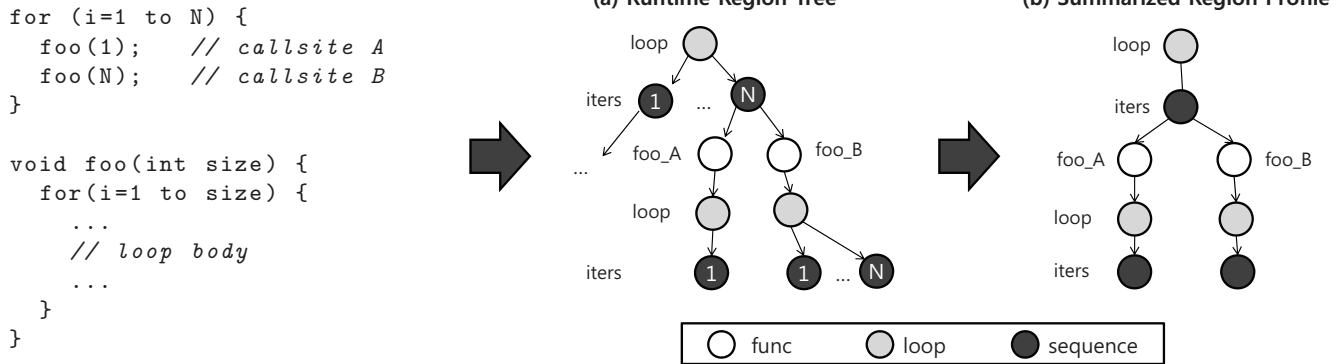 for (i=1 to N) {
foo(1);    // callsite A
foo(N);    // callsite B
}
void foo(int size) {
for(i=1 to size) {
...
// loop body
...
}
}
(a) Runtime Region Tree
loop
iters 1 ... N
... foo_A foo_B
loop
iters 1 1 ... N
(b) Summarized Region Profile
loop
iters
foo_A foo_B
loop
iters
func loop sequence